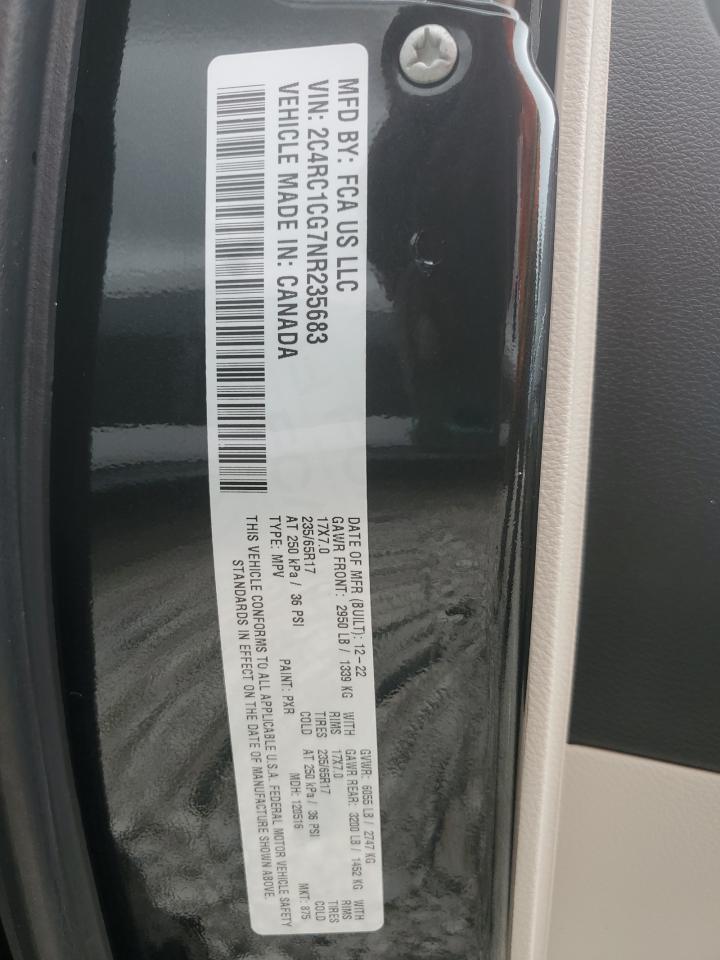 MFD BY: FCA US LLC
VIN: 2C4RC1CG7NR235683
VEHICLE MADE IN: CANADA
DATE OF MFR (BUILT): 12-22 GVWR: 6055 LB / 2747 KG
GAWR FRONT: 2950 LB / 1339 KG WITH GAWR REAR: 3200 LB / 1452 KG WITH
17X7.0 RIMS 17X7.0 RIMS
235/65R17 TIRES 235/65R17 TIRES
AT 250 kPa / 36 PSI COLD AT 250 kPa / 36 PSI COLD
TYPE: MPV PAINT: PXR MDH: 120516 MKT: 875
THIS VEHICLE CONFORMS TO ALL APPLICABLE U.S.A. FEDERAL MOTOR VEHICLE SAFETY
STANDARDS IN EFFECT ON THE DATE OF MANUFACTURE SHOWN ABOVE.